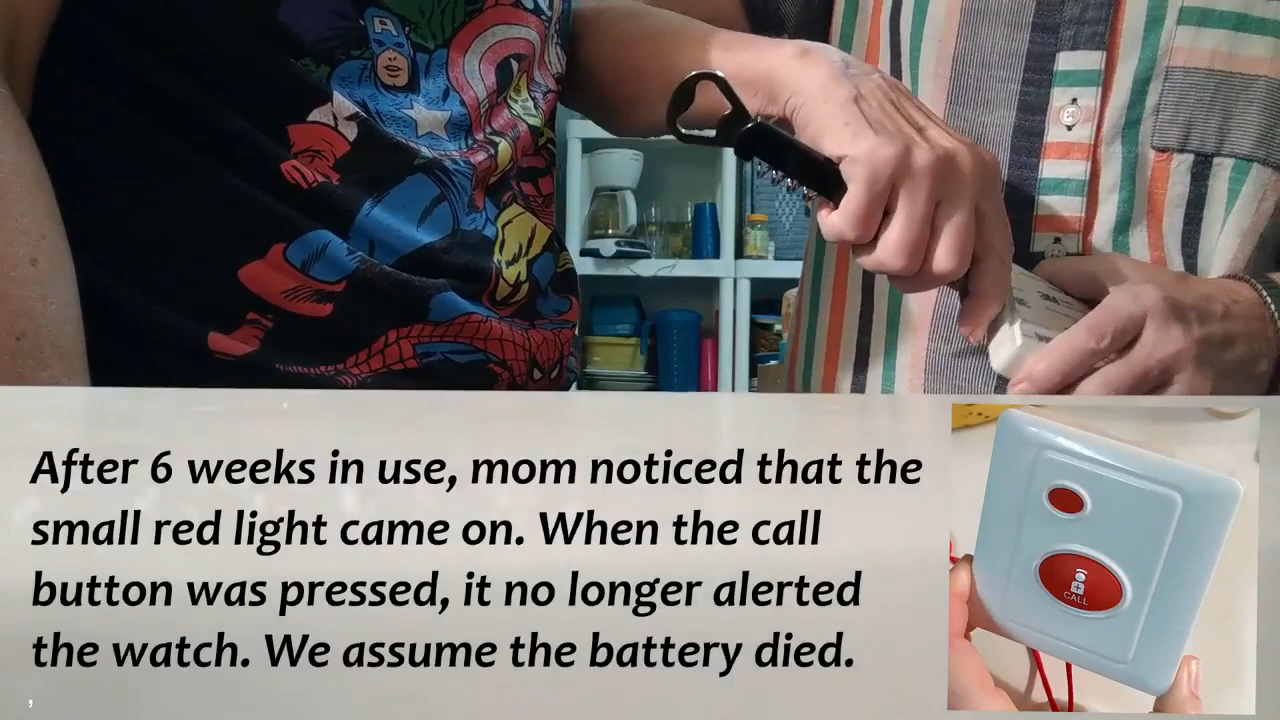 A
3M
After 6 weeks in use, mom noticed that the
small red light came on. When the call
button was pressed, it no longer alerted
the watch. We assume the battery died.
,
CALL